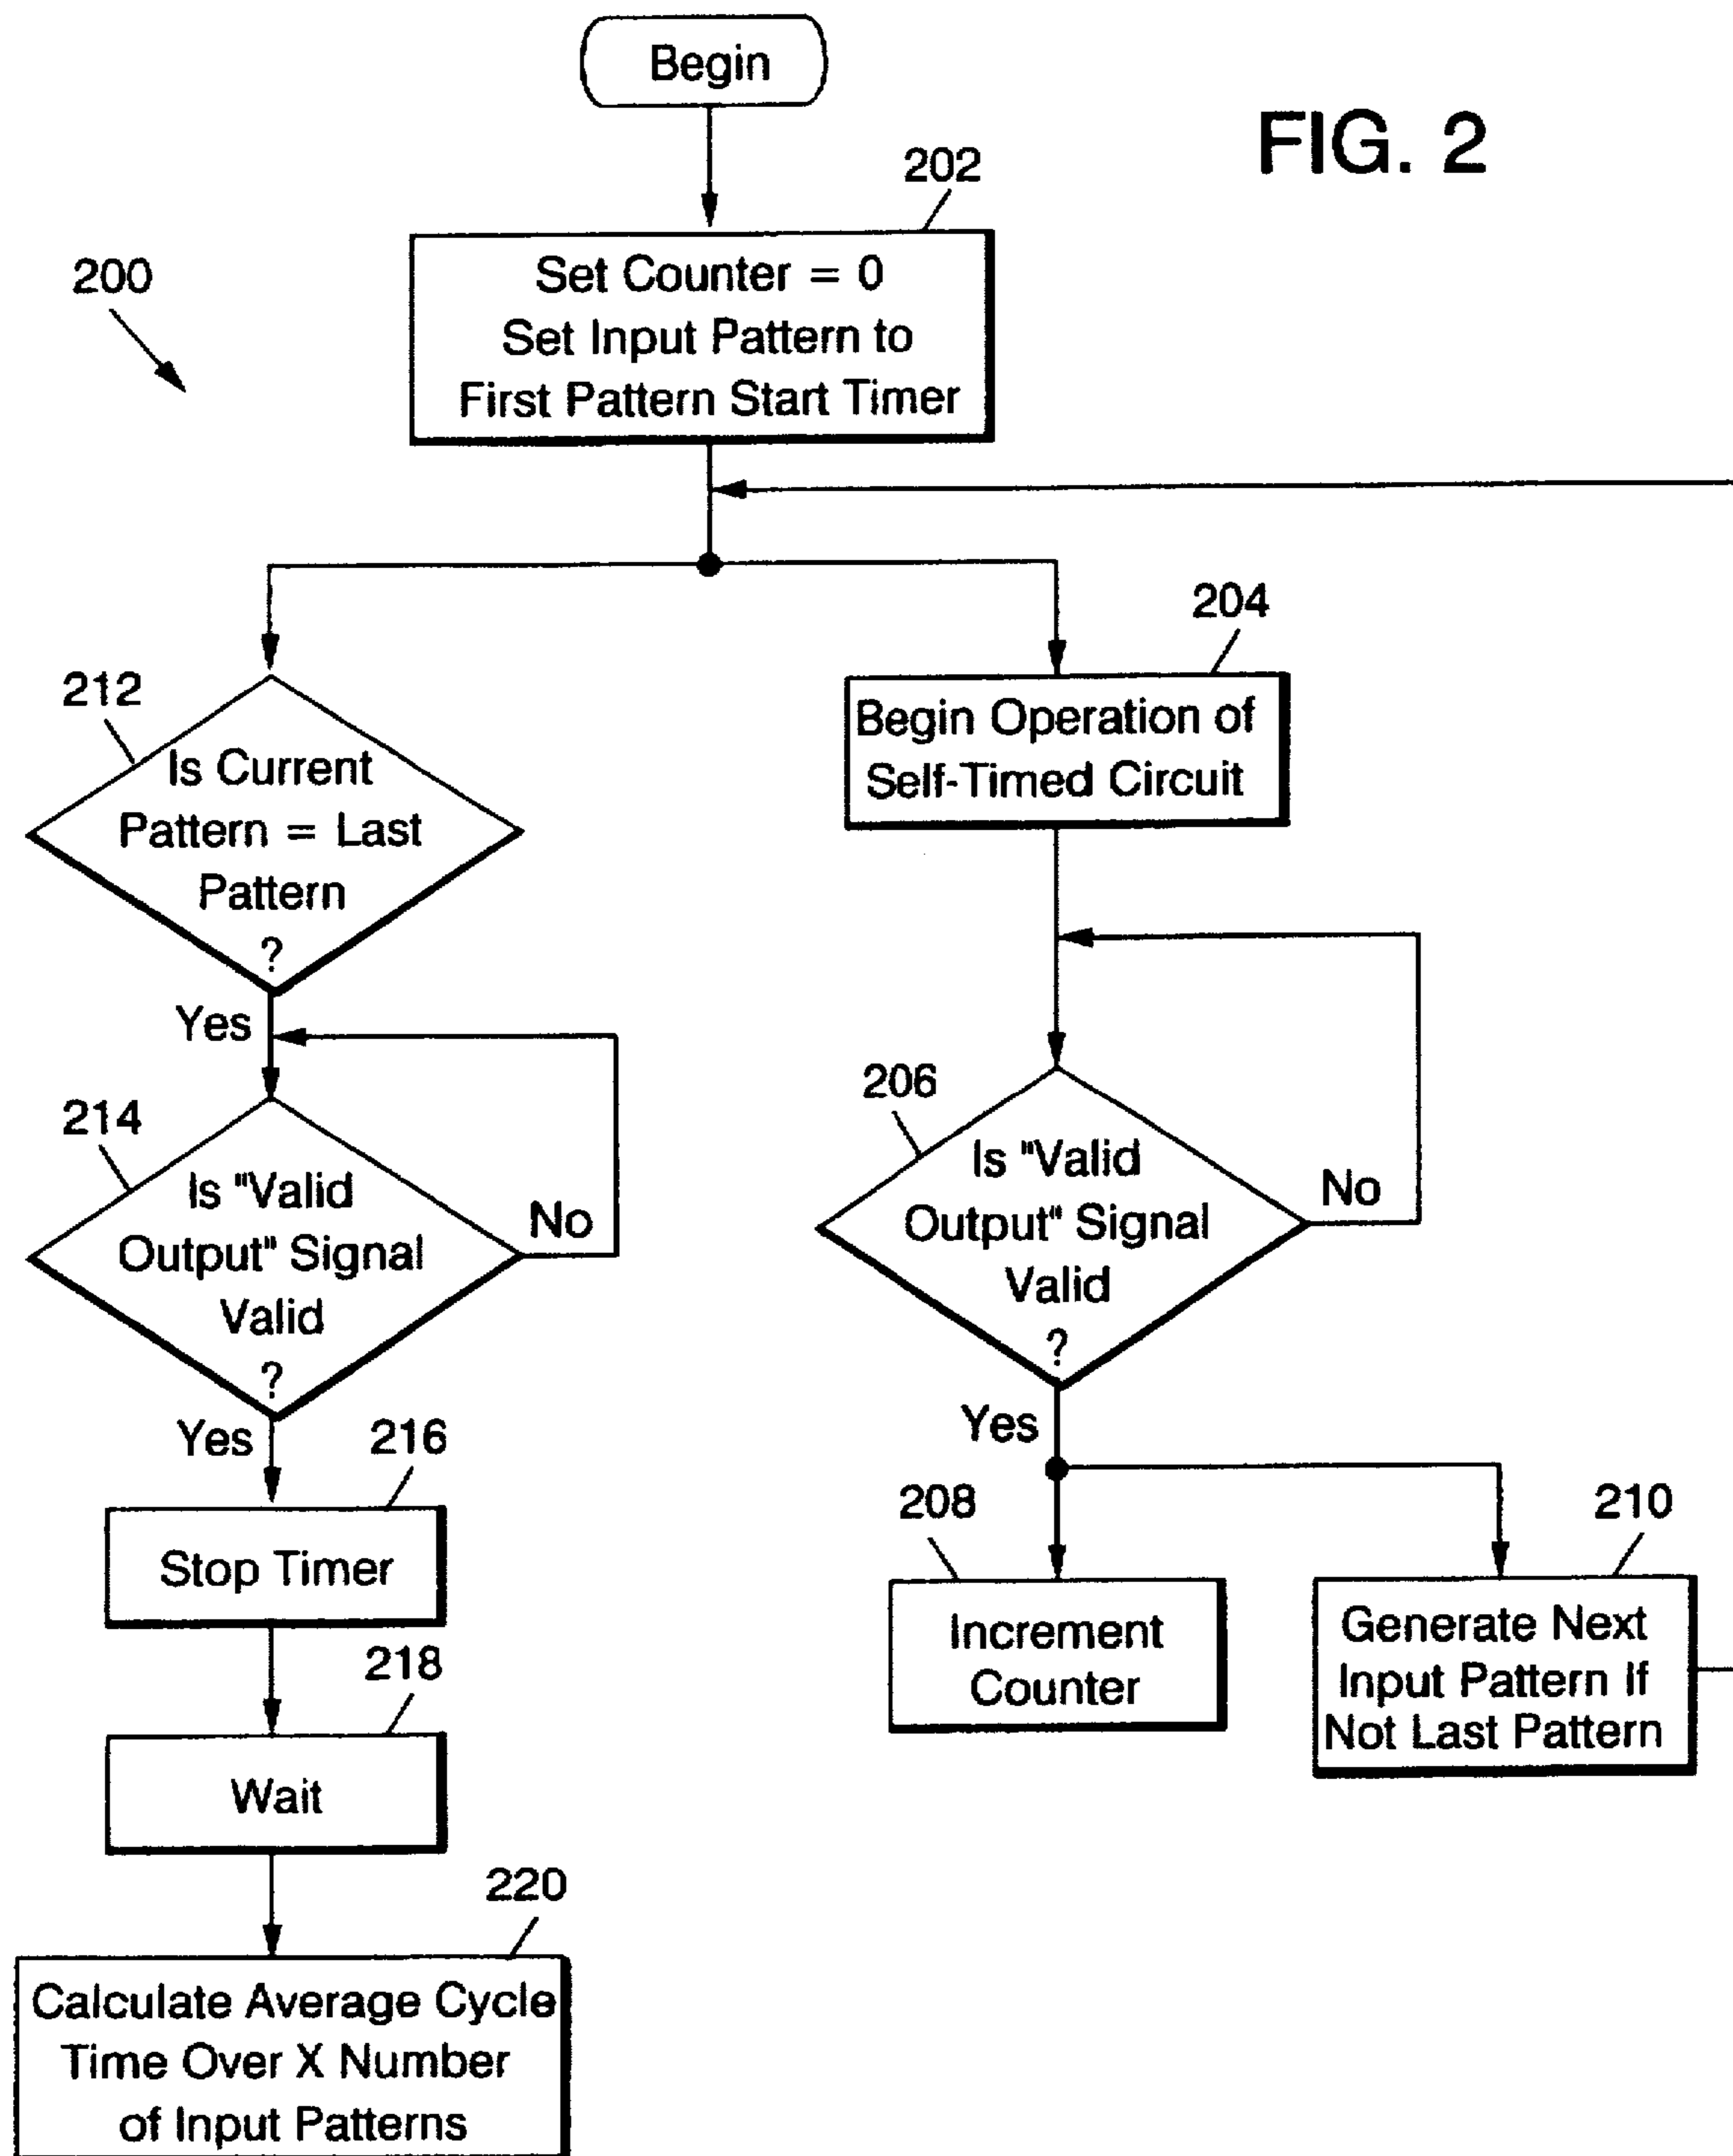 Begin
FIG. 2
202
Set Counter = 0
Set Input Pattern to
First Pattern Start Timer
200
204
Begin Operation of
Self-Timed Circuit
212
Is Current
Pattern = Last
Pattern
?
Yes
206
Is "Valid
Output" Signal
Valid
?
No
Yes
214
Is "Valid
Output" Signal
Valid
?
No
Yes
216
Stop Timer
208
Increment
Counter
210
Generate Next
Input Pattern If
Not Last Pattern
218
Wait
220
Calculate Average Cycle
Time Over X Number
of Input Patterns